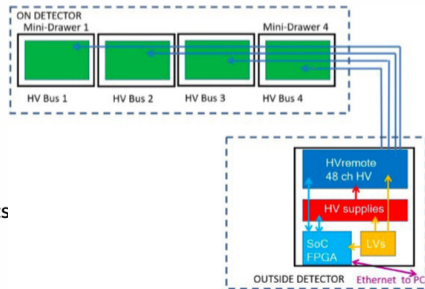 ON DETECTOR
Mini-Drawer 1
Mini-Drawer 4
HV Bus 1
HV Bus 2
HV Bus 3
HV Bus 4
HVremote
48 ch HV
HV supplies
SoC
FPGA
LVs
OUTSIDE DETECTOR
Ethernet to PC